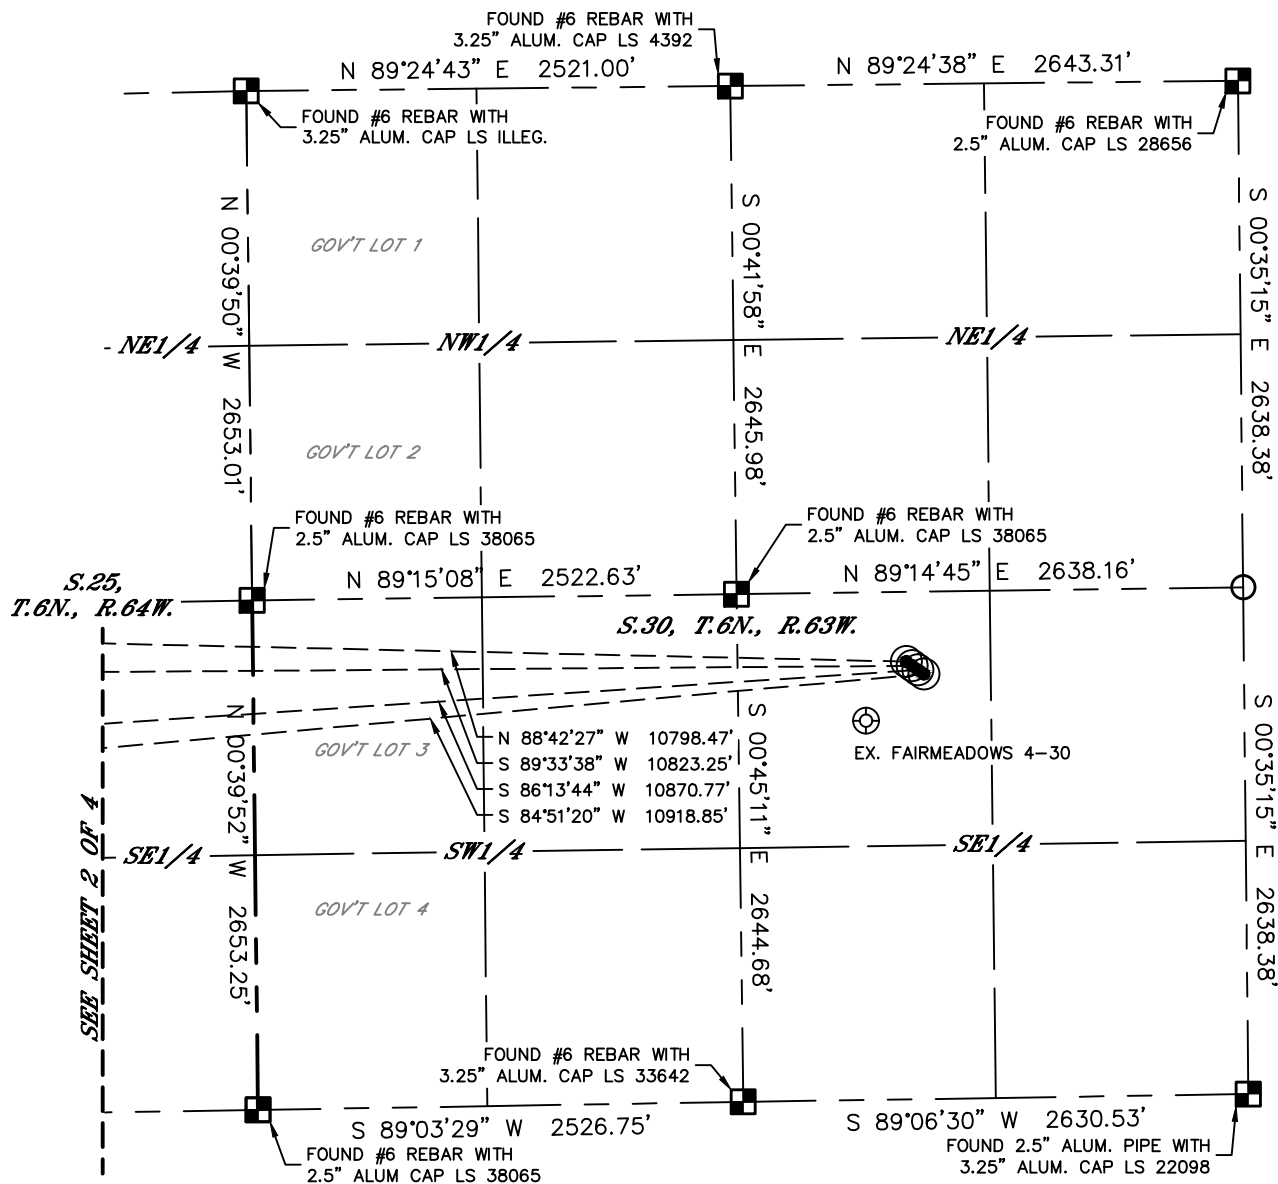 FOUND #6 REBAR WITH
3.25" ALUM. CAP LS 4392
N 89°24'43" E 2521.00'
N 89°24'38" E 2643.31'
FOUND #6 REBAR WITH
3.25" ALUM. CAP LS ILLEG.
FOUND #6 REBAR WITH
2.5" ALUM. CAP LS 28656
N 00°39'50" W 2653.01'
GOV'T LOT 1
S 00°41'58" E 2645.98'
S 00°35'15" E 2638.38'
NE1/4
NW1/4
NE1/4
GOV'T LOT 2
FOUND #6 REBAR WITH
2.5" ALUM. CAP LS 38065
FOUND #6 REBAR WITH
2.5" ALUM. CAP LS 38065
S.25,
T.6N., R.64W.
N 89°15'08" E 2522.63'
N 89°14'45" E 2638.16'
S.30, T.6N., R.63W.
N 00°39'52" W 2653.25'
GOV'T LOT 3
N 88°42'27" W 10798.47'
S 89°33'38" W 10823.25'
S 86°13'44" W 10870.77'
S 84°51'20" W 10918.85'
S 00°45'11" E 2644.68'
EX. FAIRMEADOWS 4-30
S 00°35'15" E 2638.38'
SEE SHEET 2 OF 4
SE1/4
SW1/4
SE1/4
GOV'T LOT 4
FOUND #6 REBAR WITH
3.25" ALUM. CAP LS 33642
S 89°03'29" W 2526.75'
S 89°06'30" W 2630.53'
FOUND #6 REBAR WITH
2.5" ALUM CAP LS 38065
FOUND 2.5" ALUM. PIPE WITH
3.25" ALUM. CAP LS 22098